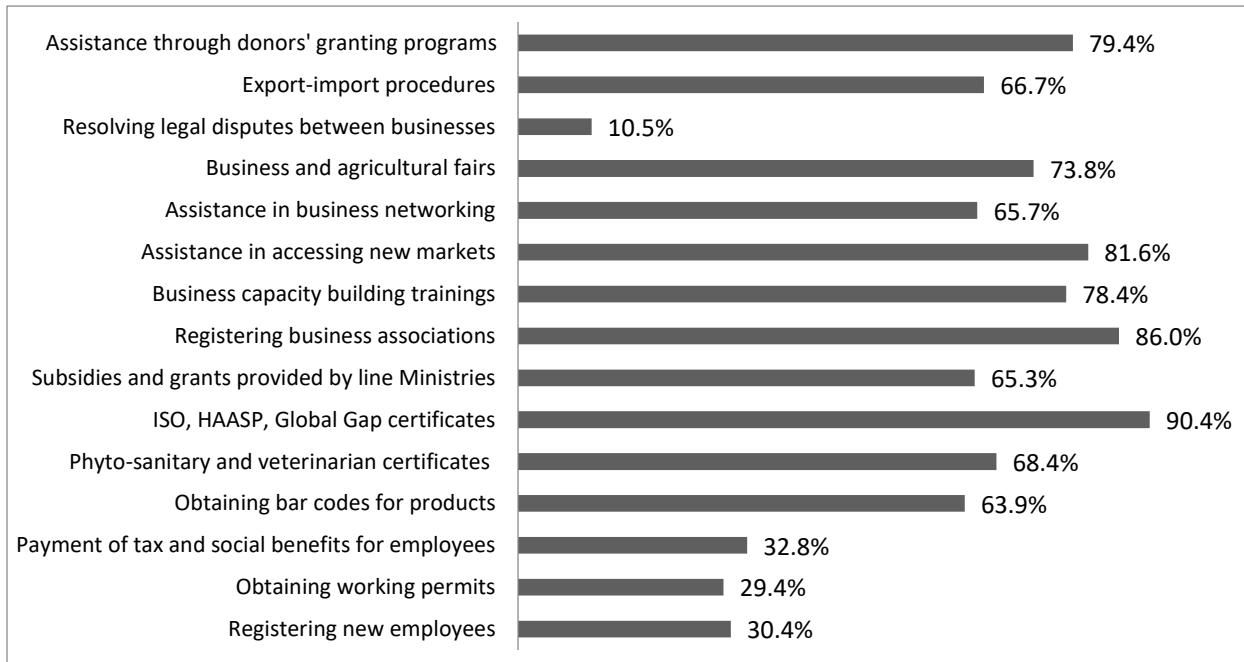 Assistance through donors' granting programs 79.4%
Export-import procedures 66.7%
Resolving legal disputes between businesses 10.5%
Business and agricultural fairs 73.8%
Assistance in business networking 65.7%
Assistance in accessing new markets 81.6%
Business capacity building trainings 78.4%
Registering business associations 86.0%
Subsidies and grants provided by line Ministries 65.3%
ISO, HAASP, Global Gap certificates 90.4%
Phyto-sanitary and veterinarian certificates 68.4%
Obtaining bar codes for products 63.9%
Payment of tax and social benefits for employees 32.8%
Obtaining working permits 29.4%
Registering new employees 30.4%